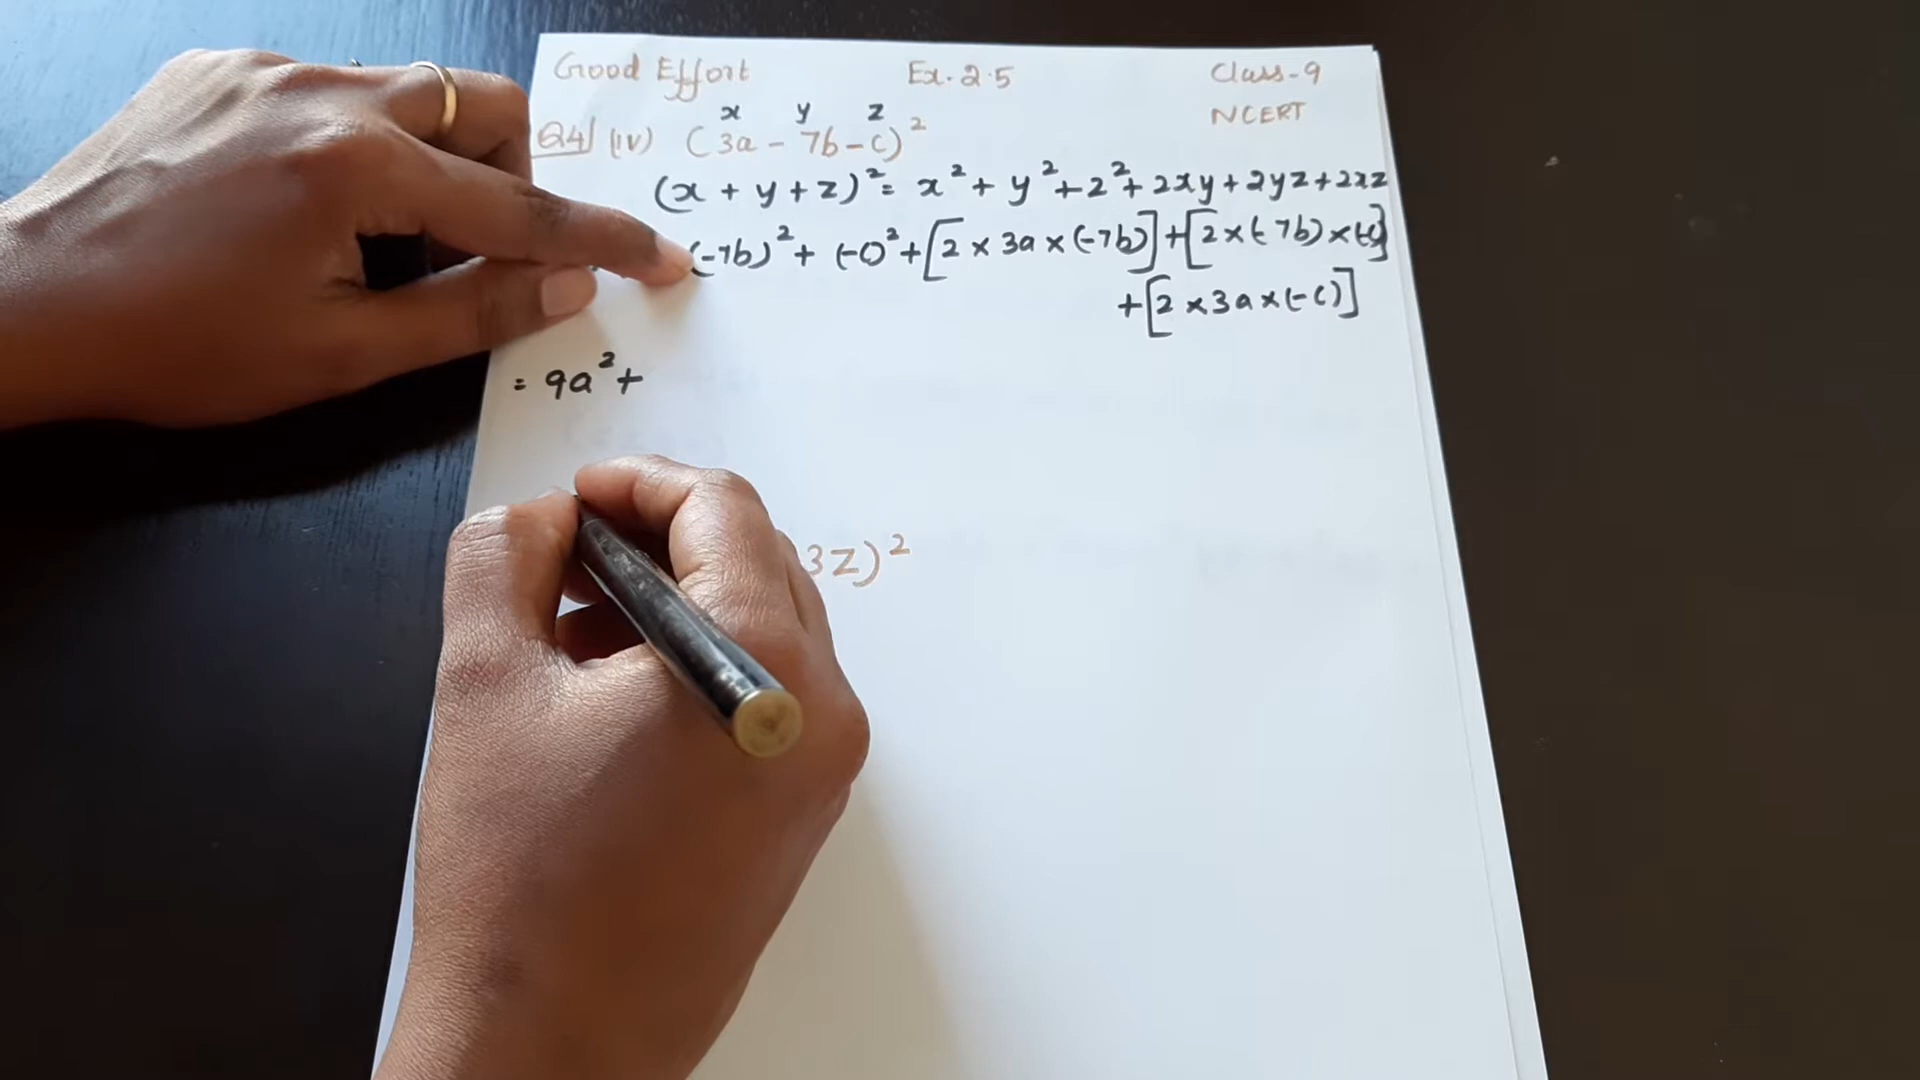 Good Effort Ex.2.5 Class-9
NCERT
x y z
Q4 (iv) (3a - 7b - c)²
(x + y + z)² = x² + y² + z² + 2xy + 2yz + 2xz
(-7b)² + (-c)² + [2 × 3a × (-7b)] + [2 × (-7b) × (-c)]
+ [2 × 3a × (-c)]
= 9a² +
3z)²